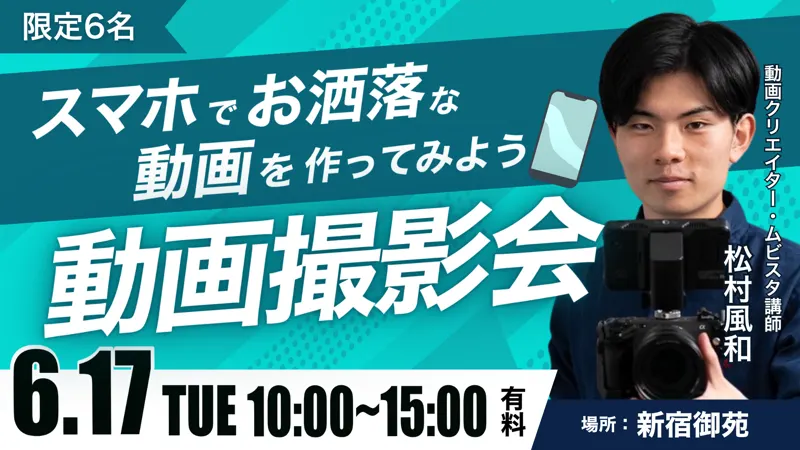 限定6名
スマホでお洒落な
動画を作ってみよう
動画撮影会
動画クリエイター・ムビスタ講師
松村風和
6.17 TUE 10:00~15:00 有料
場所：新宿御苑